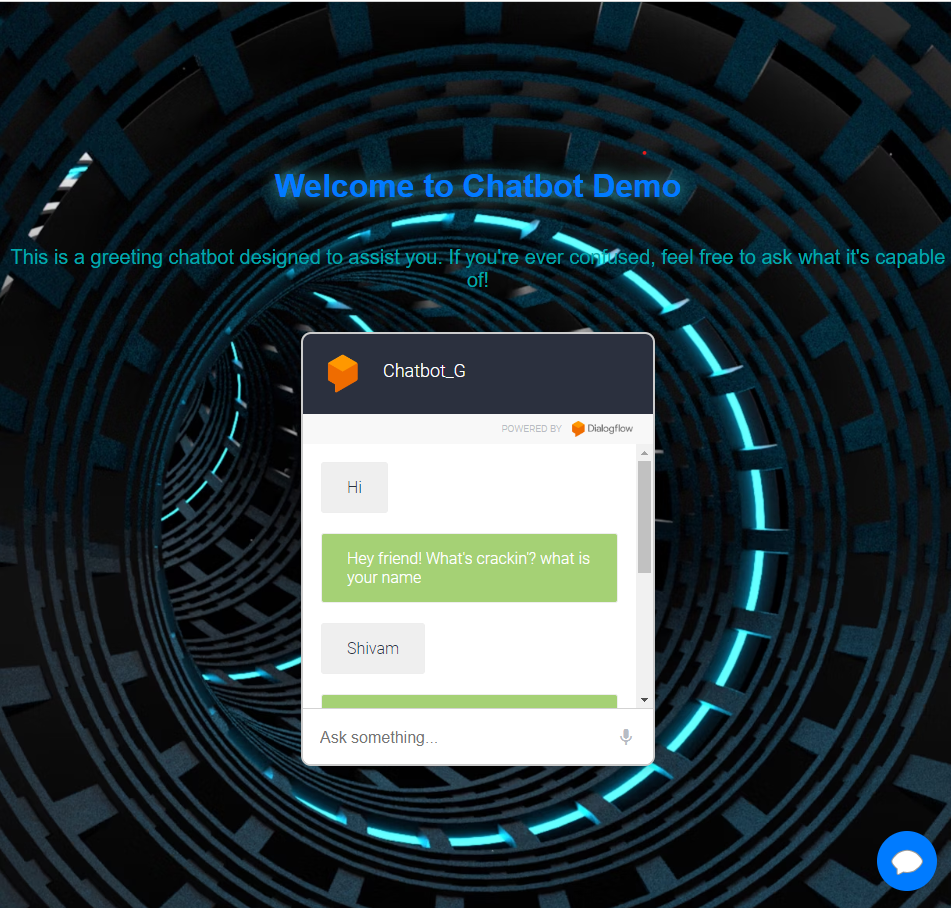 Welcome to Chatbot Demo
This is a greeting chatbot designed to assist you. If you're ever confused, feel free to ask what it's capable
of!
Chatbot_G
POWERED BY Dialogflow
Hi
Hey friend! What's crackin'? what is
your name
Shivam
Ask something...